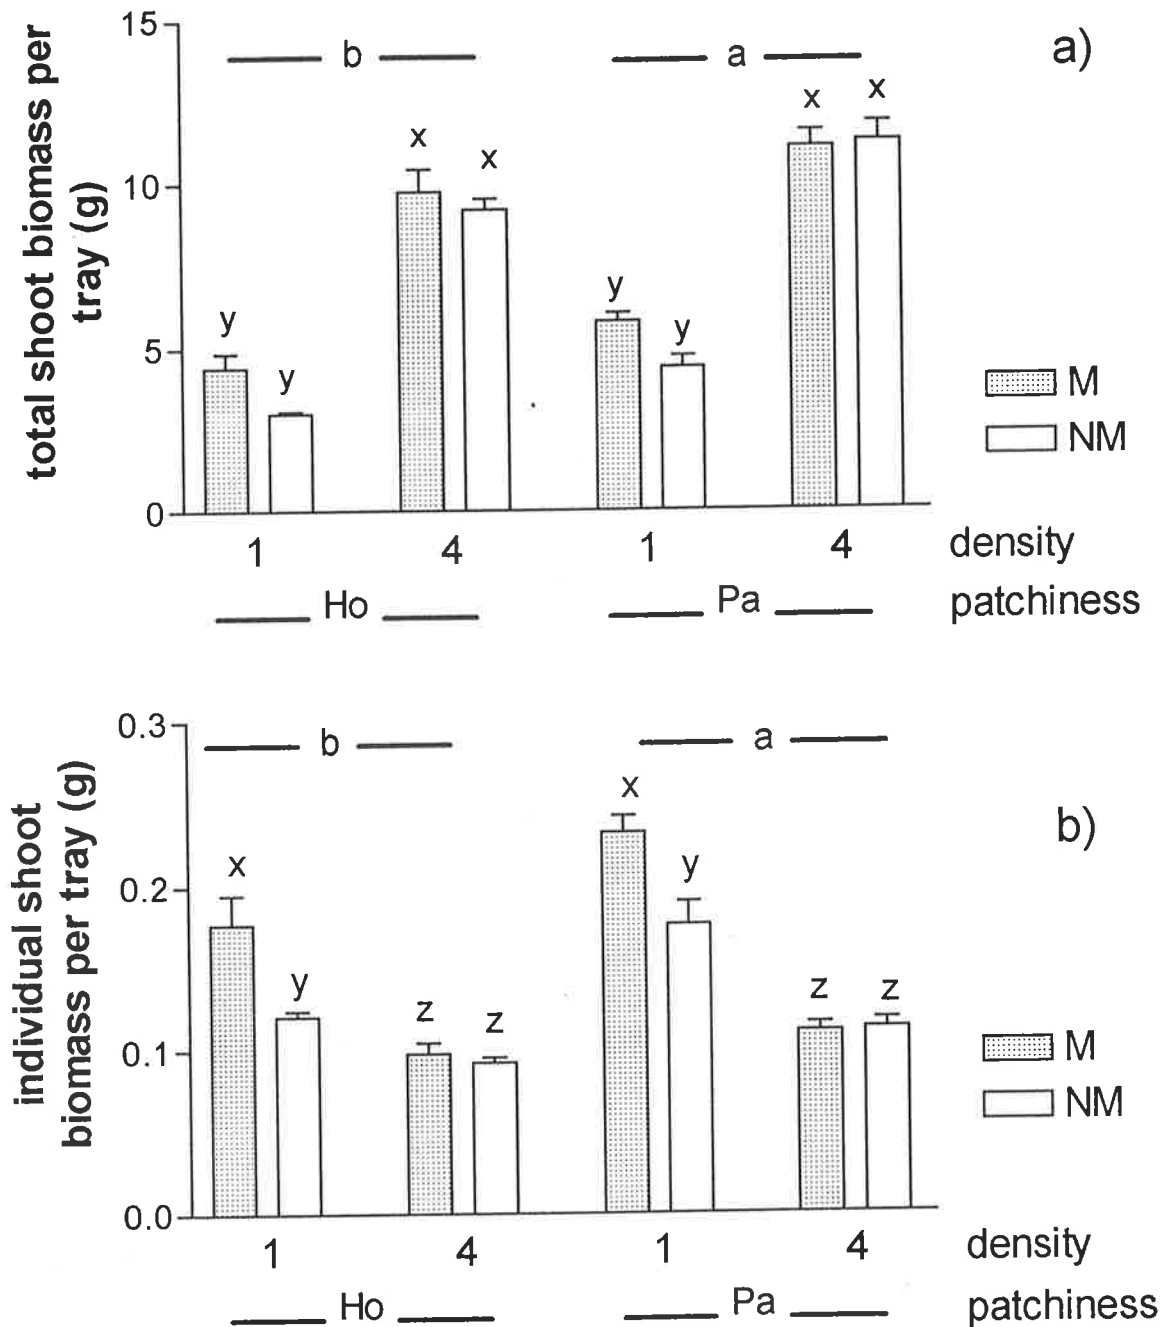 total shoot biomass per
tray (g)
15
10
5
0
b
a
a)
x
x
x
x
y
y
y
y
M
NM
1
4
1
4
density
Ho
Pa
patchiness
individual shoot
biomass per tray (g)
0.3
0.2
0.1
0.0
b
a
b)
x
y
z
z
x
y
z
z
M
NM
1
4
1
4
density
Ho
Pa
patchiness